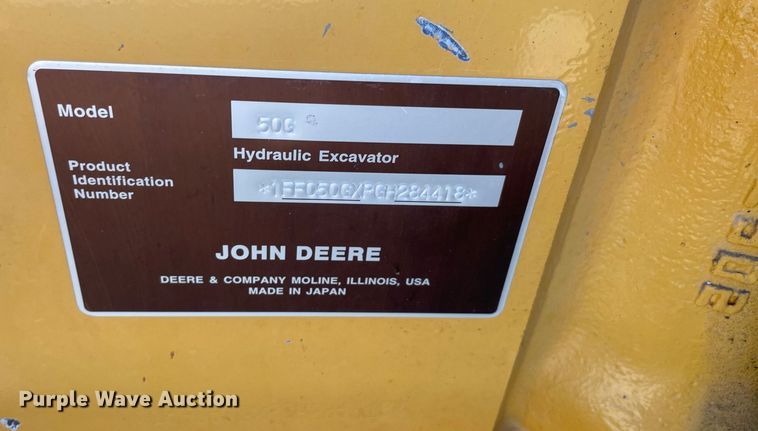 Model
50G
Hydraulic Excavator
Product
Identification
Number
*1FF050GXPGH284418*
JOHN DEERE
DEERE & COMPANY MOLINE, ILLINOIS, USA
MADE IN JAPAN
Purple Wave Auction